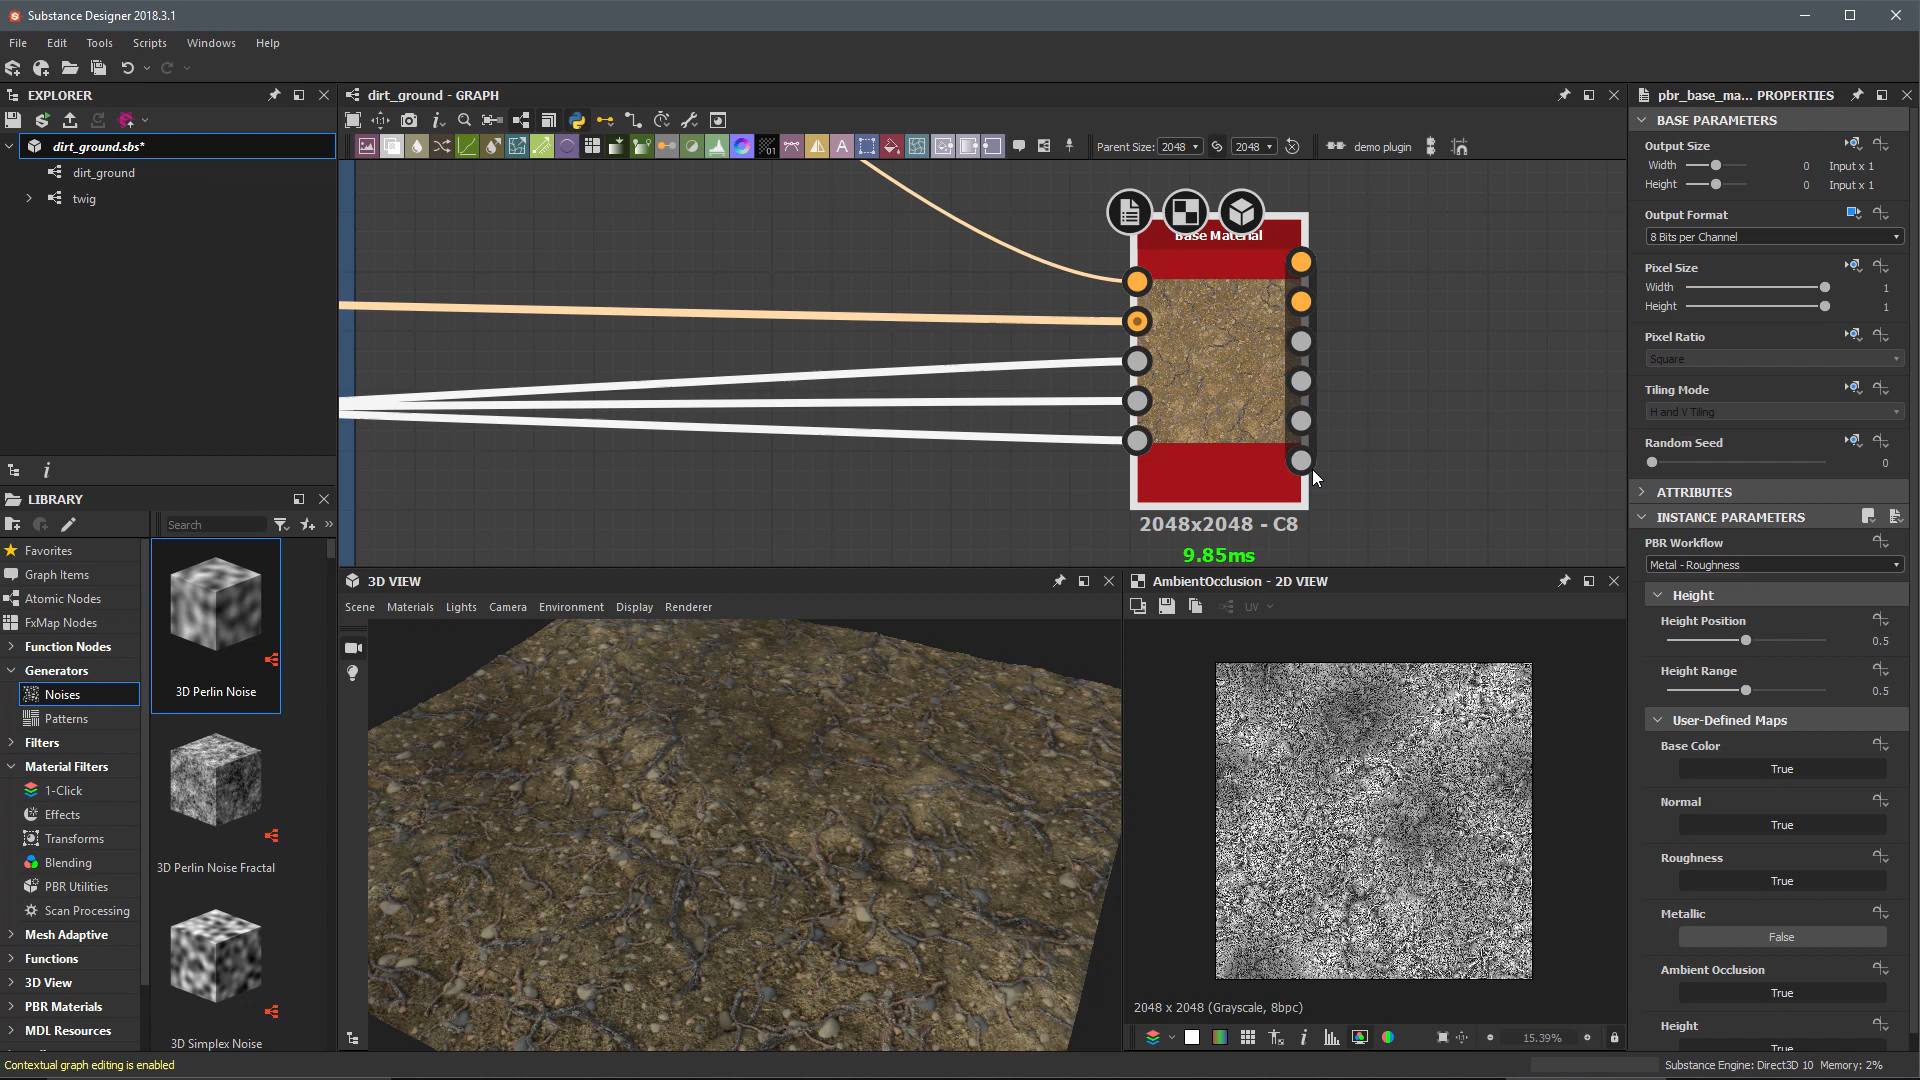 Substance Designer 2018.3.1
File Edit Tools Scripts Windows Help
EXPLORER
dirt_ground.sbs*
dirt_ground
twig
LIBRARY
Search
Favorites
Graph Items
Atomic Nodes
FxMap Nodes
Function Nodes
Generators
Noises
Patterns
Filters
Material Filters
1-Click
Effects
Transforms
Blending
PBR Utilities
Scan Processing
Mesh Adaptive
Functions
3D View
PBR Materials
MDL Resources
3D Perlin Noise
3D Perlin Noise Fractal
3D Simplex Noise
Contextual graph editing is enabled
dirt_ground - GRAPH
Parent Size: 2048 2048 demo plugin
Base Material
2048x2048 - C8
9.85ms
3D VIEW
Scene Materials Lights Camera Environment Display Renderer
AmbientOcclusion - 2D VIEW
UV
2048 x 2048 (Grayscale, 8bpc)
15.39%
pbr_base_ma... PROPERTIES
BASE PARAMETERS
Output Size
Width 0 Input x 1
Height 0 Input x 1
Output Format
8 Bits per Channel
Pixel Size
Width 1
Height 1
Pixel Ratio
Square
Tiling Mode
H and V Tiling
Random Seed
0
ATTRIBUTES
INSTANCE PARAMETERS
PBR Workflow
Metal - Roughness
Height
Height Position
0.5
Height Range
0.5
User-Defined Maps
Base Color
True
Normal
True
Roughness
True
Metallic
False
Ambient Occlusion
True
Height
True
Substance Engine: Direct3D 10 Memory: 2%